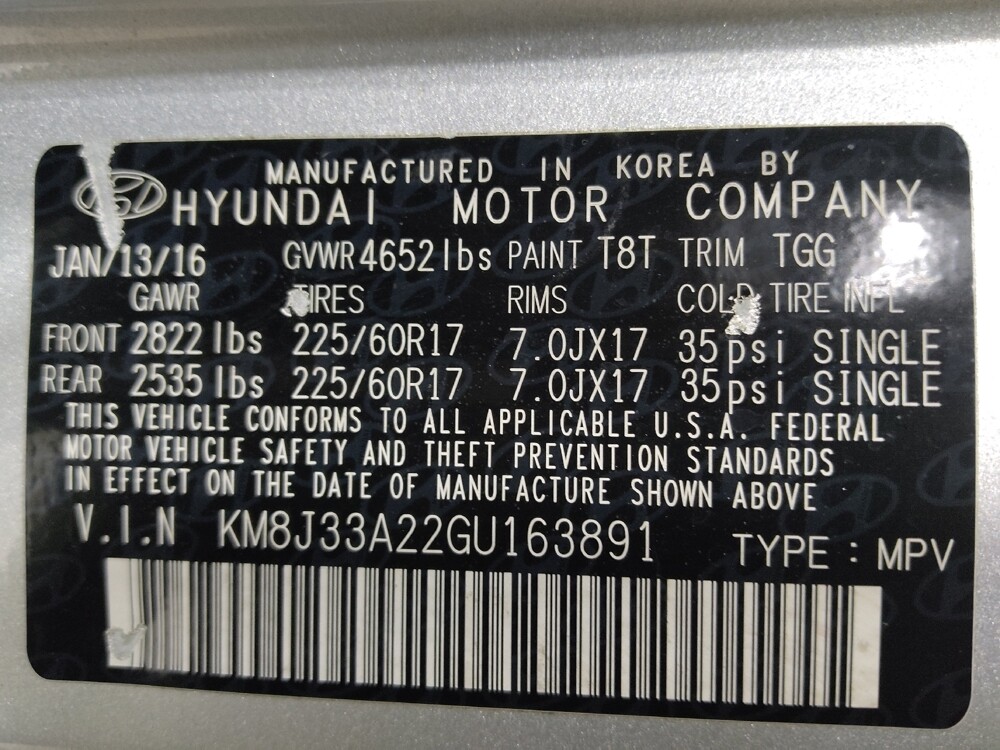 MANUFACTURED IN KOREA BY
HYUNDAI MOTOR COMPANY
JAN/13/16 GVWR 4652 lbs PAINT T8T TRIM TGG
GAWR TIRES RIMS COLD TIRE INFL
FRONT 2822 lbs 225/60R17 7.0JX17 35psi SINGLE
REAR 2535 lbs 225/60R17 7.0JX17 35psi SINGLE
THIS VEHICLE CONFORMS TO ALL APPLICABLE U.S.A. FEDERAL
MOTOR VEHICLE SAFETY AND THEFT PREVENTION STANDARDS
IN EFFECT ON THE DATE OF MANUFACTURE SHOWN ABOVE
V.I.N KM8J33A22GU163891 TYPE : MPV